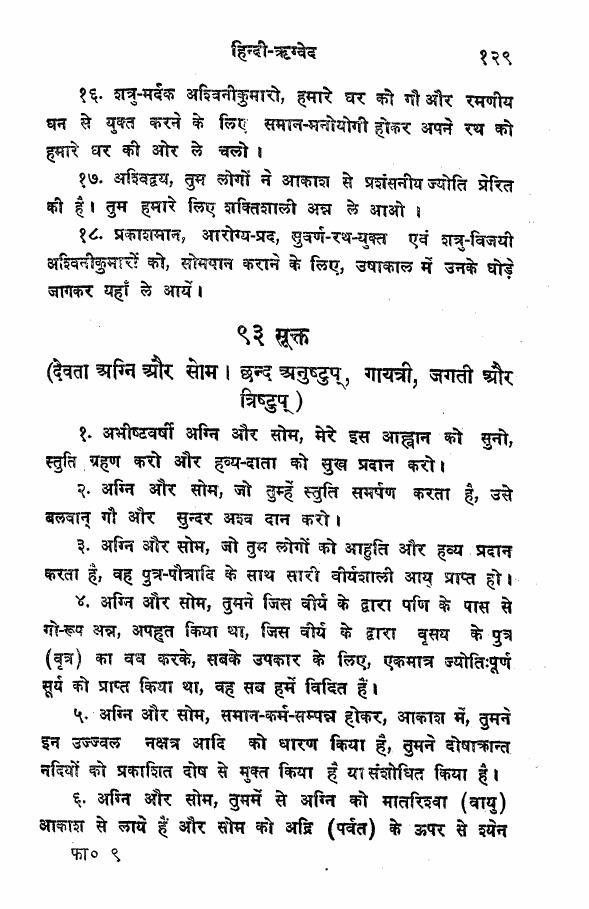 हिन्दी-ऋग्वेद १२९
१६. शत्रु-मर्दक अश्विनीकुमारो, हमारे घर को गौ और रमणीय
धन से युक्त करने के लिए समान-मनोयोगी होकर अपने रथ को
हमारे घर की ओर ले चलो ।
१७. अश्विद्वय, तुम लोगों ने आकाश से प्रशंसनीय ज्योति प्रेरित
की है। तुम हमारे लिए शक्तिशाली अन्न ले आओ ।
१८. प्रकाशमान, आरोग्य-प्रद, सुवर्ण-रथ-युक्त एवं शत्रु-विजयी
अश्विनीकुमारों को, सोमपान कराने के लिए, उषाकाल में उनके घोड़े
जागकर यहाँ ले आयें।
९३ सूक्त
(देवता अग्नि और सोम। छन्द अनुष्टुप्, गायत्री, जगती और
त्रिष्टुप्)
१. अभीष्टवर्षी अग्नि और सोम, मेरे इस आह्वान को सुनो,
स्तुति ग्रहण करो और हव्य-दाता को सुख प्रदान करो।
२. अग्नि और सोम, जो तुम्हें स्तुति समर्पण करता है, उसे
बलवान् गौ और सुन्दर अश्व दान करो।
३. अग्नि और सोम, जो तुम लोगों को आहुति और हव्य प्रदान
करता है, वह पुत्र-पौत्रादि के साथ सारी वीर्यशाली आयु प्राप्त हो।
४. अग्नि और सोम, तुमने जिस वीर्य के द्वारा पणि के पास से
गो-रूप अन्न, अपहृत किया था, जिस वीर्य के द्वारा वृसय के पुत्र
(वृत्र) का वध करके, सबके उपकार के लिए, एकमात्र ज्योतिःपूर्ण
सूर्य को प्राप्त किया था, वह सब हमें विदित हैं।
५. अग्नि और सोम, समान-कर्म-सम्पन्न होकर, आकाश में, तुमने
इन उज्ज्वल नक्षत्र आदि को धारण किया है, तुमने दोषाक्रान्त
नदियों को प्रकाशित दोष से मुक्त किया है या संशोधित किया है।
६. अग्नि और सोम, तुममें से अग्नि को मातरिश्वा (वायु)
आकाश से लाये हैं और सोम को अद्रि (पर्वत) के ऊपर से श्येन
फा० ९